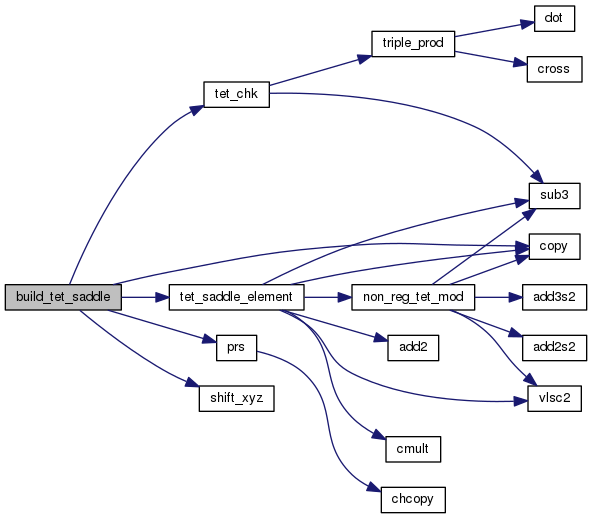 dot
triple_prod
cross
tet_chk
sub3
copy
build_tet_saddle
tet_saddle_element
non_reg_tet_mod
add3s2
prs
add2
add2s2
shift_xyz
vlsc2
cmult
chcopy